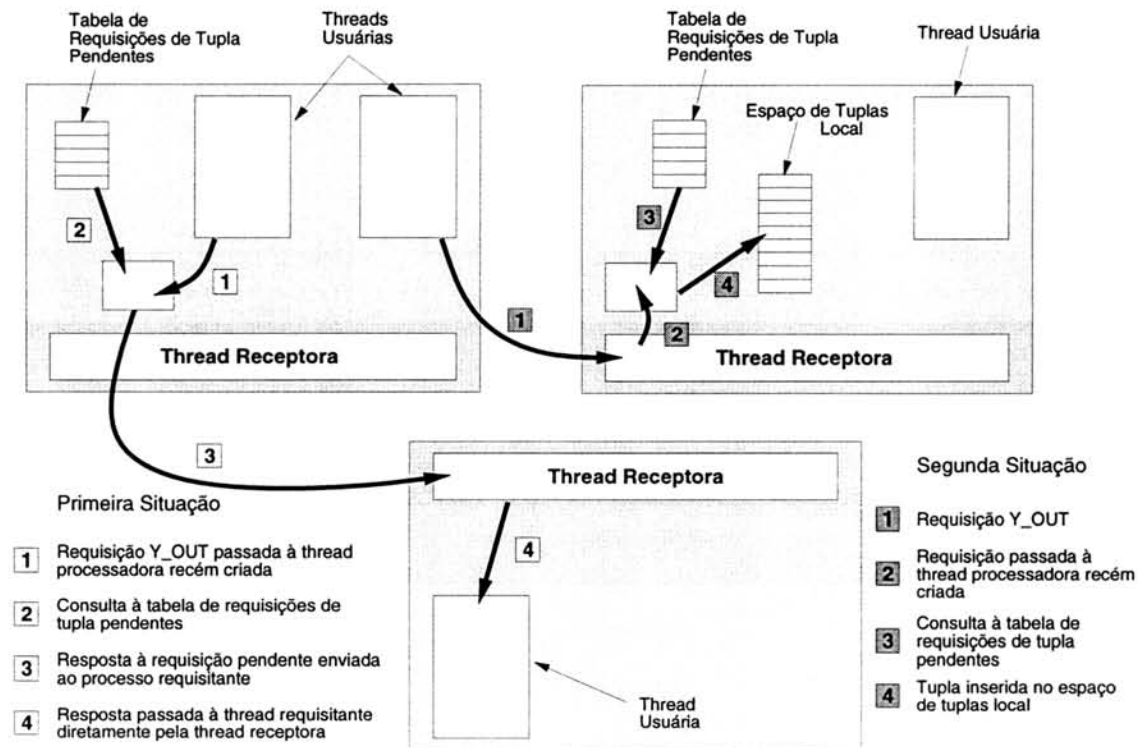 Tabela de
Requisições de Tupla
Pendentes
Threads
Usuárias
Tabela de
Requisições de Tupla
Pendentes
Thread Usuária
Espaço de Tuplas
Local
2
1
3
4
1
2
Thread Receptora
Thread Receptora
3
Thread Receptora
4
Thread
Usuária
Primeira Situação
1 Requisição Y_OUT passada à thread
processadora recém criada
2 Consulta à tabela de requisições de
tupla pendentes
3 Resposta à requisição pendente enviada
ao processo requisitante
4 Resposta passada à thread requisitante
diretamente pela thread receptora
Segunda Situação
1 Requisição Y_OUT
2 Requisição passada à
thread processadora recém
criada
3 Consulta à tabela de
requisições de tupla
pendentes
4 Tupla inserida no espaço
de tuplas local